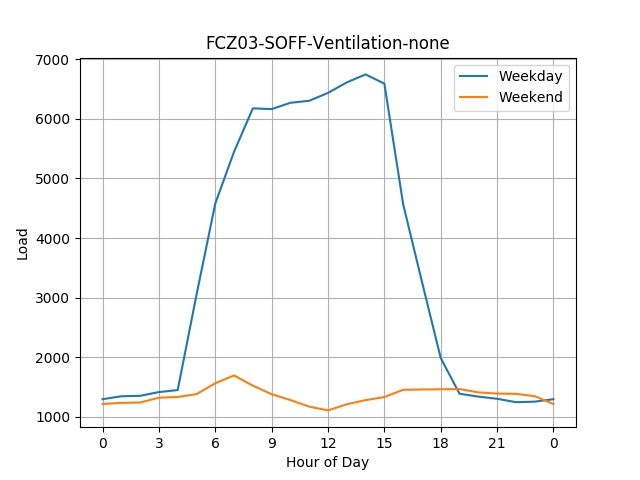 FCZ03-SOFF-Ventilation-none
7000
6000
5000
4000
3000
2000
1000
Load
Weekday
Weekend
0 3 6 9 12 15 18 21 0
Hour of Day